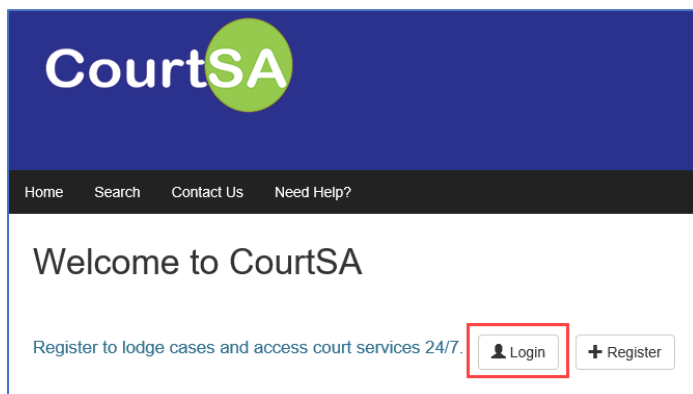 CourtSA
Home Search Contact Us Need Help?
Welcome to CourtSA
Register to lodge cases and access court services 24/7. Login Register